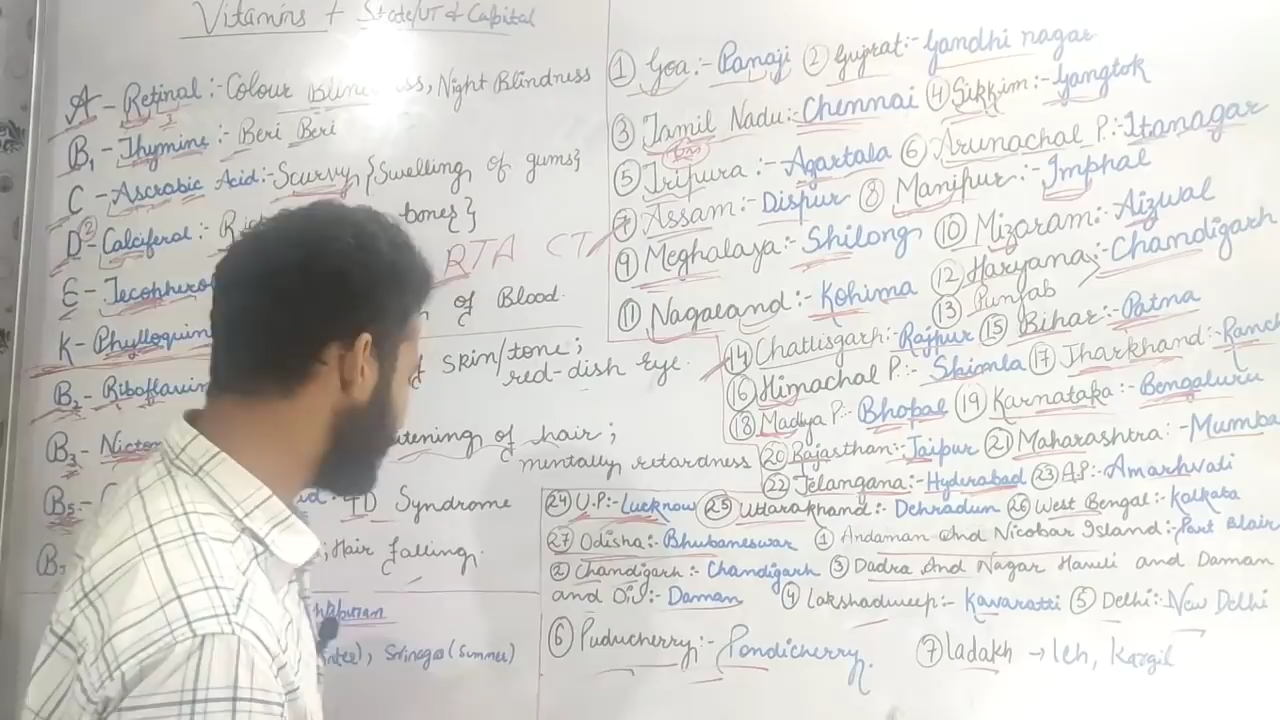 Vitamins + State/UT & Capital
A - Retinal :- Colour Blindness, Night Blindness
B1 - Thymine :- Beri Beri
C - Ascrobic Acid :- Scurvy {Swelling of gums}
D② - Calciferal :- bones}
RTA CT
E - Tecophero
of Blood.
K - Phylloquin
B2 - Riboflavin skin/tone;
red-dish Eye.
B3 - of hair;
mentally retardness
B5 - TD Syndrome
B ; Hair falling.
Srinagar (Summer)
① Goa :- Panaji ② Gujrat :- Gandhi nagar
③ Tamil Nadu :- Chennai ④ Sikkim :- Gangtok
⑤ Tripura :- Agartala ⑥ Arunachal P. :- Itanagar
⑦ Assam :- Dispur ⑧ Manipur :- Imphal
⑨ Meghalaya :- Shilong ⑩ Mizoram :- Aizwal
⑪ Nagaland :- Kohima ⑫ Haryana Chandigarh
⑬ Punjab
⑭ Chattisgarh :- Raipur ⑮ Bihar :- Patna
⑯ Himachal P. :- Shimla ⑰ Jharkhand :- Ranch
⑱ Madya P. :- Bhopal ⑲ Karnataka :- Bengaluru
⑳ Rajasthan :- Jaipur ㉑ Maharashtra :- Mumba
㉒ Telangana :- Hyderabad ㉓ A.P. :- Amarhvati
㉔ U.P. :- Lucknow ㉕ Uttarakhand :- Dehradun ㉖ West Bengal :- Kolkata
㉗ Odisha :- Bhubaneswar ① Andaman and Nicobar Island :- Port Blair
② Chandigarh :- Chandigarh ③ Dadra And Nagar Haveli and Daman
and Diu :- Daman ④ Lakshadweep :- Kavaratti ⑤ Delhi :- New Delhi
⑥ Puducherry :- Pondicherry. ⑦ ladakh → leh, Kargil